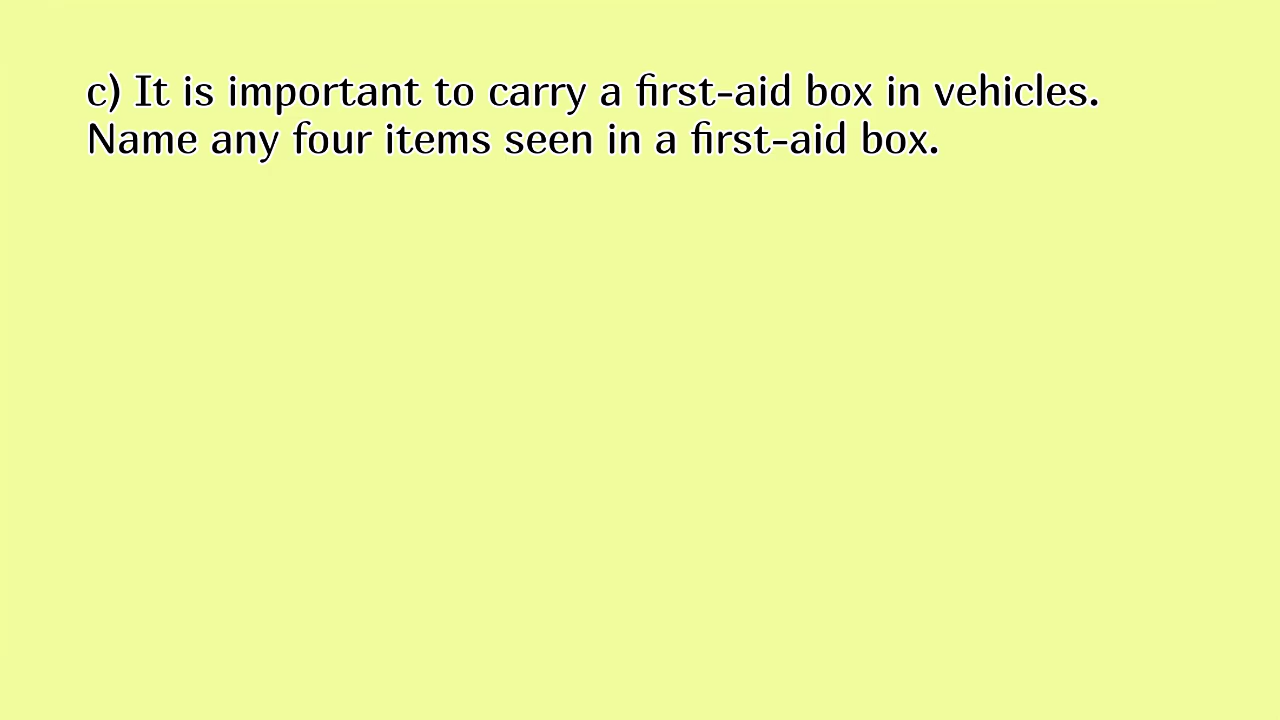 c) It is important to carry a first-aid box in vehicles.
Name any four items seen in a first-aid box.